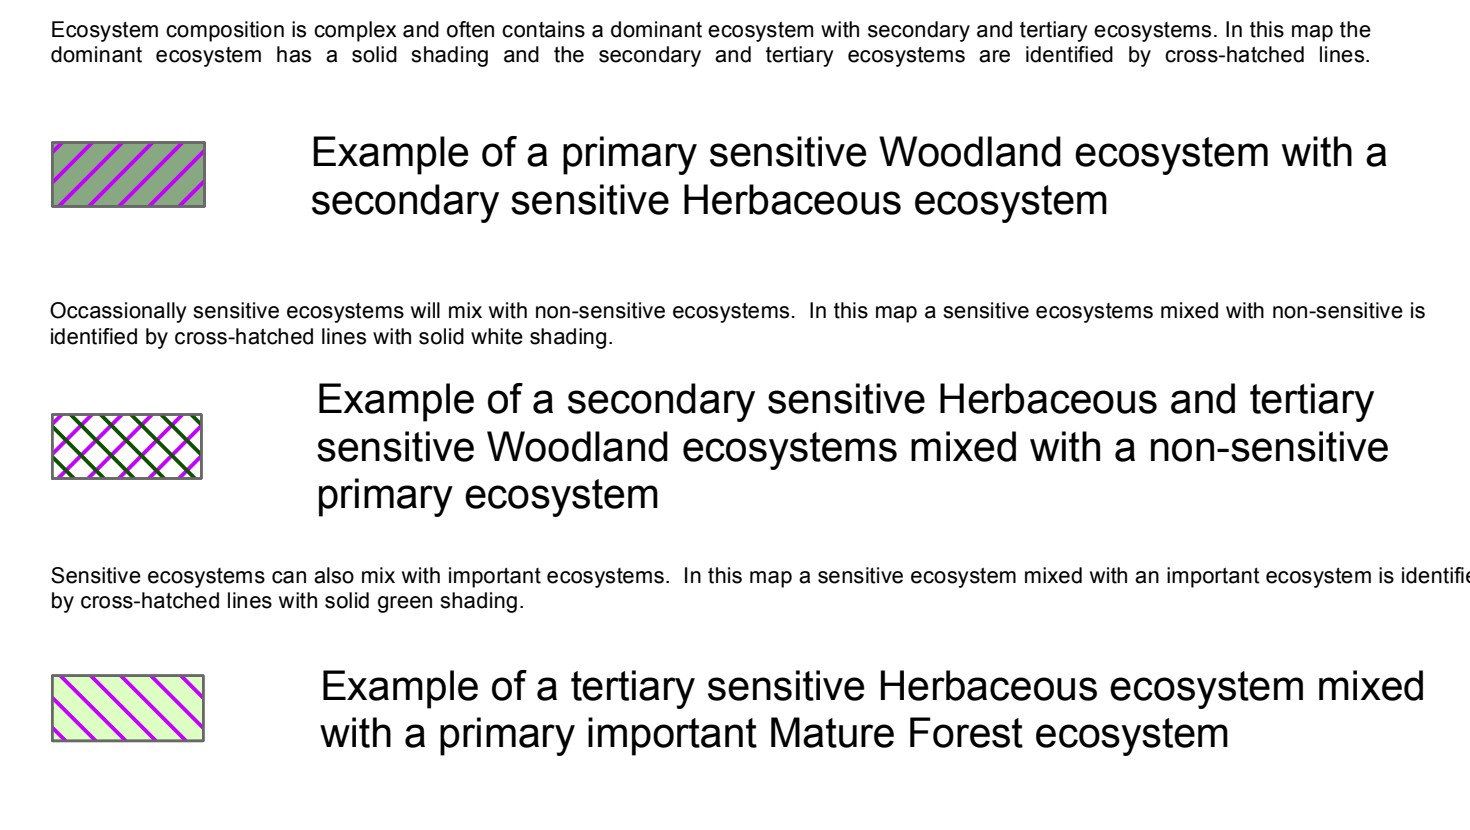 Ecosystem composition is complex and often contains a dominant ecosystem with secondary and tertiary ecosystems. In this map the
dominant ecosystem has a solid shading and the secondary and tertiary ecosystems are identified by cross-hatched lines.
Example of a primary sensitive Woodland ecosystem with a
secondary sensitive Herbaceous ecosystem
Occassionally sensitive ecosystems will mix with non-sensitive ecosystems.  In this map a sensitive ecosystems mixed with non-sensitive is
identified by cross-hatched lines with solid white shading.
Example of a secondary sensitive Herbaceous and tertiary
sensitive Woodland ecosystems mixed with a non-sensitive
primary ecosystem
Sensitive ecosystems can also mix with important ecosystems.  In this map a sensitive ecosystem mixed with an important ecosystem is identifie
by cross-hatched lines with solid green shading.
Example of a tertiary sensitive Herbaceous ecosystem mixed
with a primary important Mature Forest ecosystem